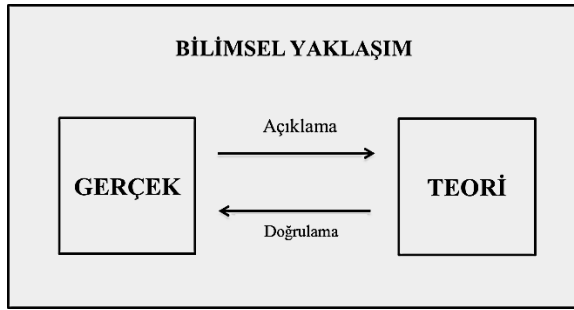 BİLİMSEL YAKLAŞIM
Açıklama
GERÇEK
TEORİ
Doğrulama